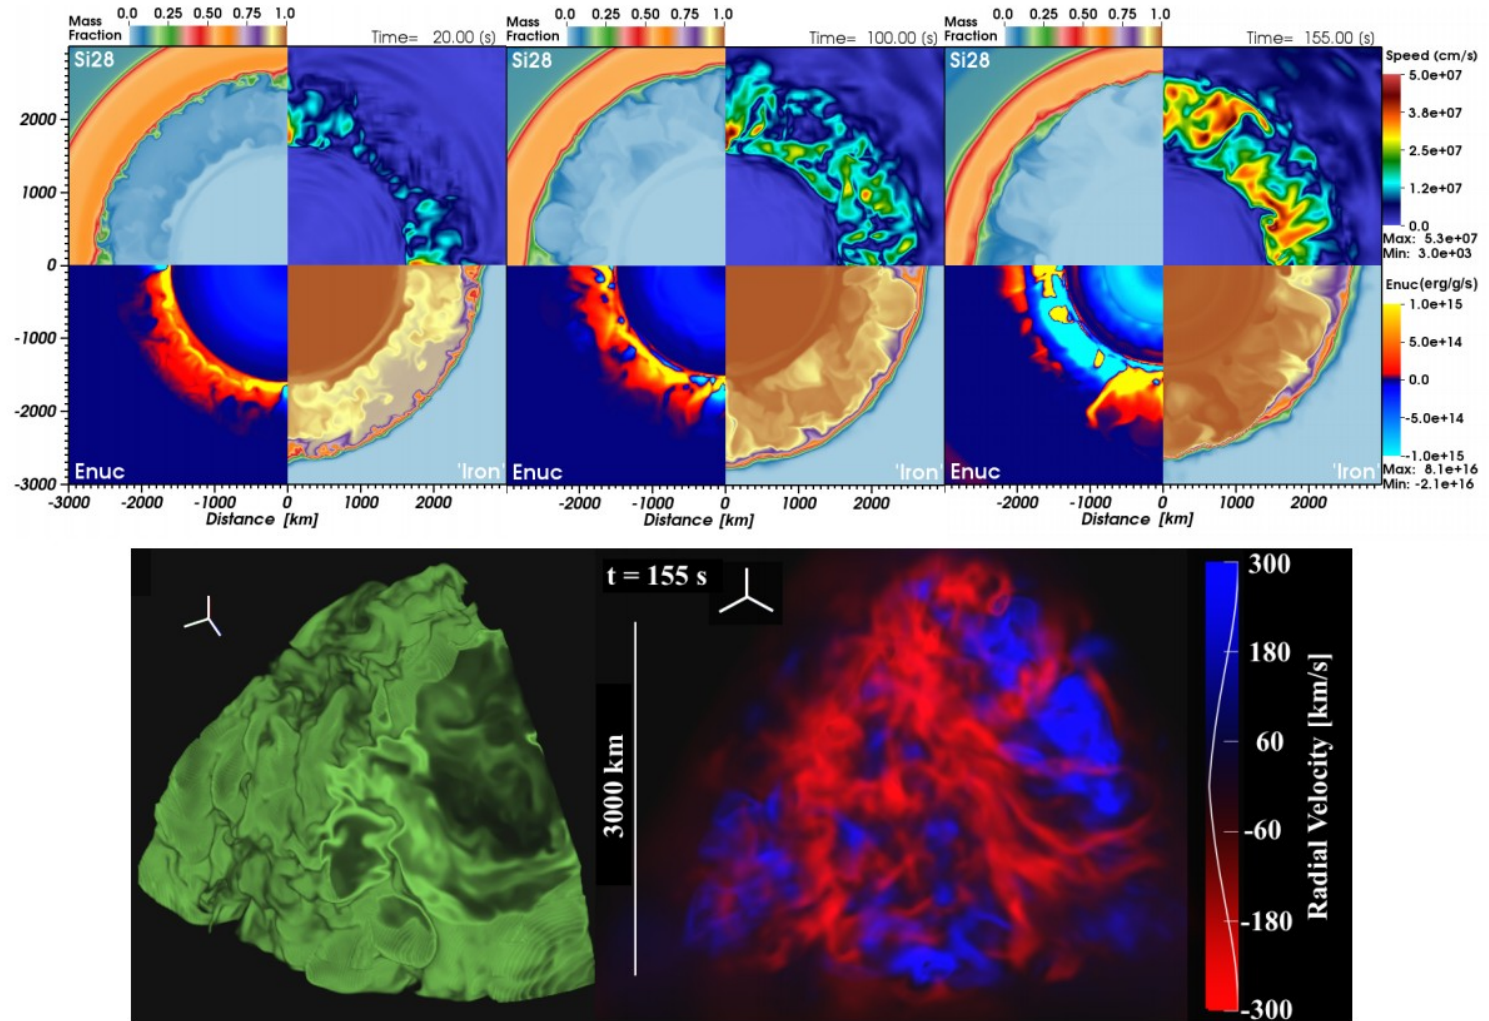 Mass Fraction 0.0 0.25 0.50 0.75 1.0
Time= 20.00 (s)
Mass Fraction 0.0 0.25 0.50 0.75 1.0
Time= 100.00 (s)
Mass Fraction 0.0 0.25 0.50 0.75 1.0
Time= 155.00 (s)
Si28
Si28
Si28
2000
1000
0
-1000
-2000
-3000
Speed (cm/s)
5.0e+07
3.8e+07
2.5e+07
1.2e+07
0.0
Max: 5.3e+07
Min: 3.0e+03
Enuc(erg/g/s)
1.0e+15
5.0e+14
0.0
-5.0e+14
-1.0e+15
Max: 8.1e+16
Min: -2.1e+16
Enuc
'Iron'
Enuc
'Iron'
Enuc
'Iron'
-3000 -2000 -1000 0 1000 2000
-2000 -1000 0 1000 2000
-2000 -1000 0 1000 2000
Distance [km]
Distance [km]
Distance [km]
t = 155 s
3000 km
300
180
60
-60
-180
-300
Radial Velocity [km/s]